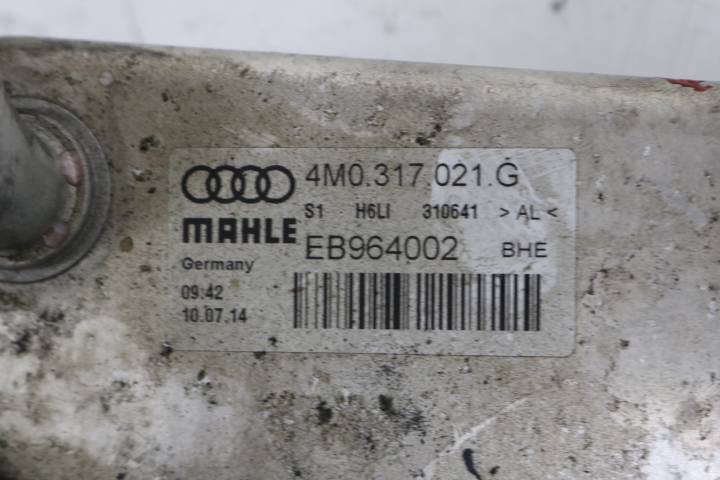 4M0.317 021.G
S1 H6LI 310641 > AL <
MAHLE EB964002 BHE
Germany
09:42
10.07.14